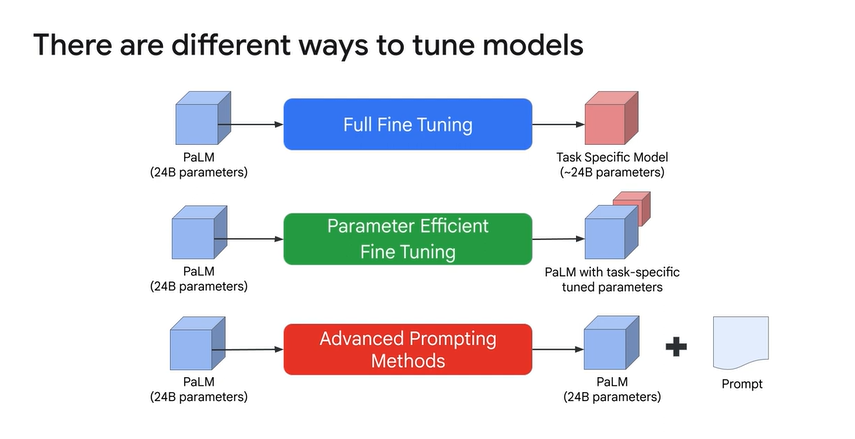 There are different ways to tune models
PaLM
(24B parameters)
Full Fine Tuning
Task Specific Model
(~24B parameters)
PaLM
(24B parameters)
Parameter Efficient
Fine Tuning
PaLM with task-specific
tuned parameters
PaLM
(24B parameters)
Advanced Prompting
Methods
PaLM
(24B parameters)
Prompt